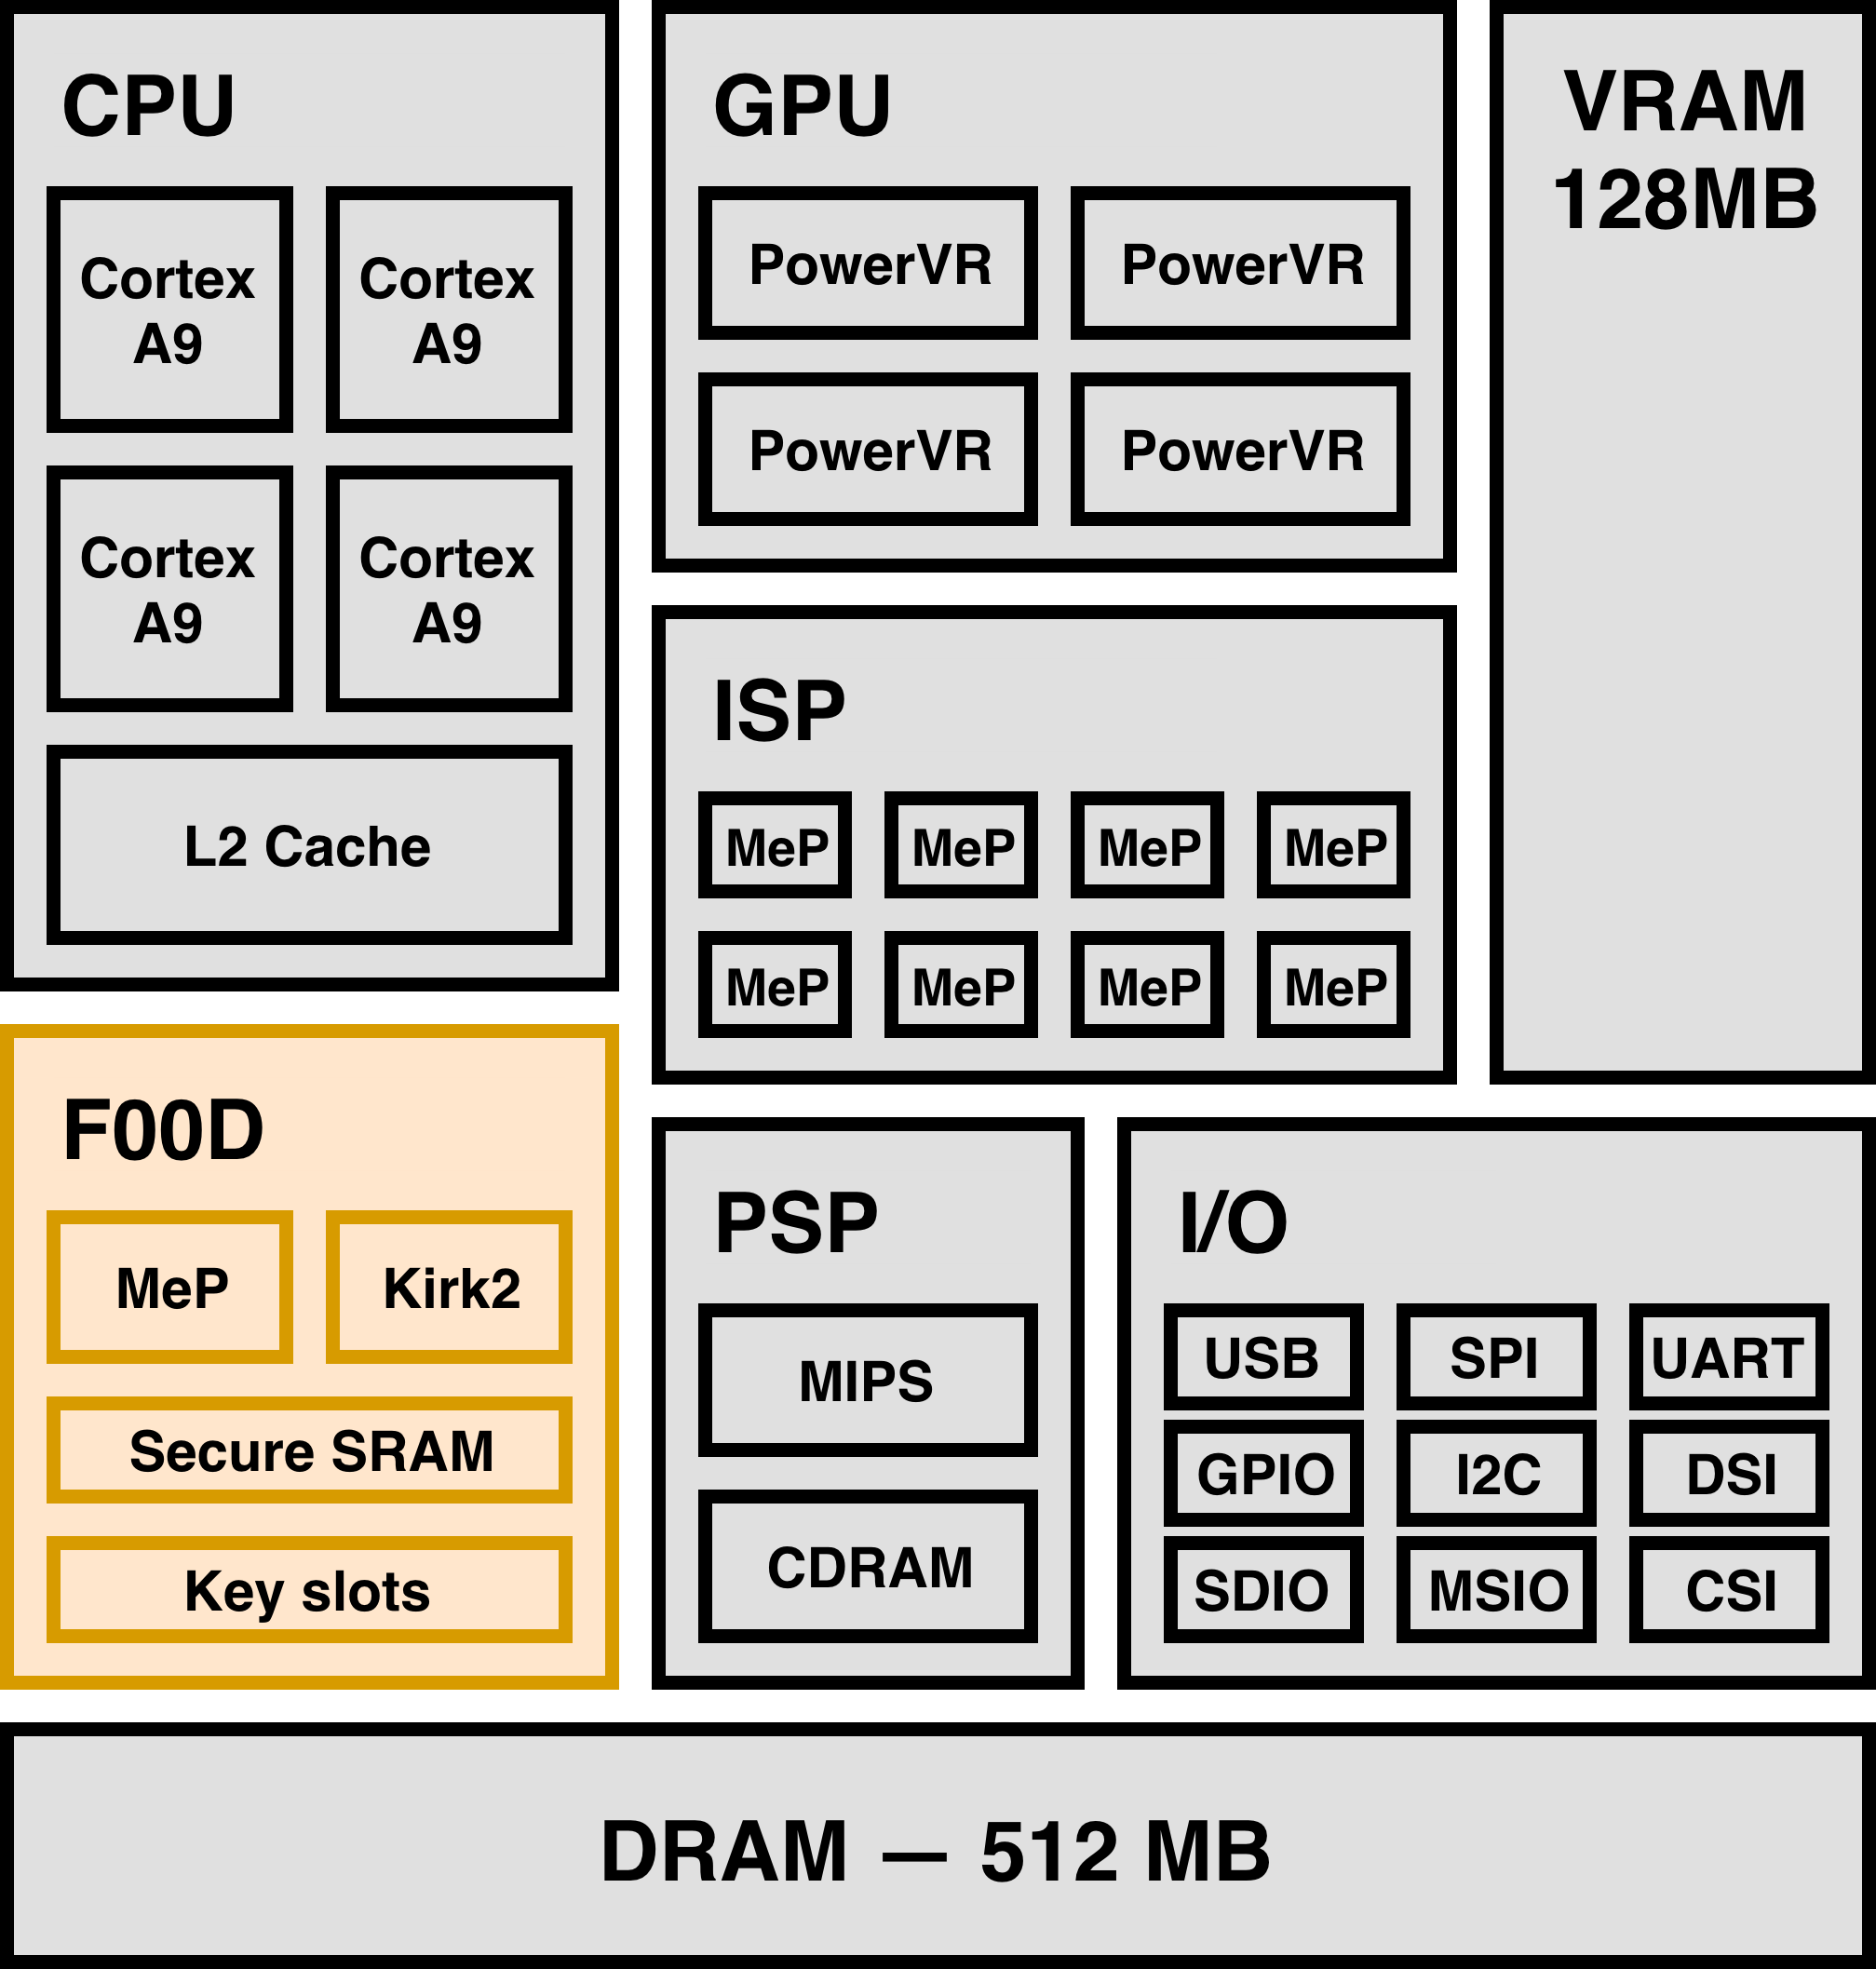 CPU
Cortex
A9
Cortex
A9
Cortex
A9
Cortex
A9
L2 Cache
GPU
PowerVR
PowerVR
PowerVR
PowerVR
VRAM
128MB
ISP
MeP
MeP
MeP
MeP
MeP
MeP
MeP
MeP
F00D
MeP
Kirk2
Secure SRAM
Key slots
PSP
MIPS
CDRAM
I/O
USB
SPI
UART
GPIO
I2C
DSI
SDIO
MSIO
CSI
DRAM — 512 MB